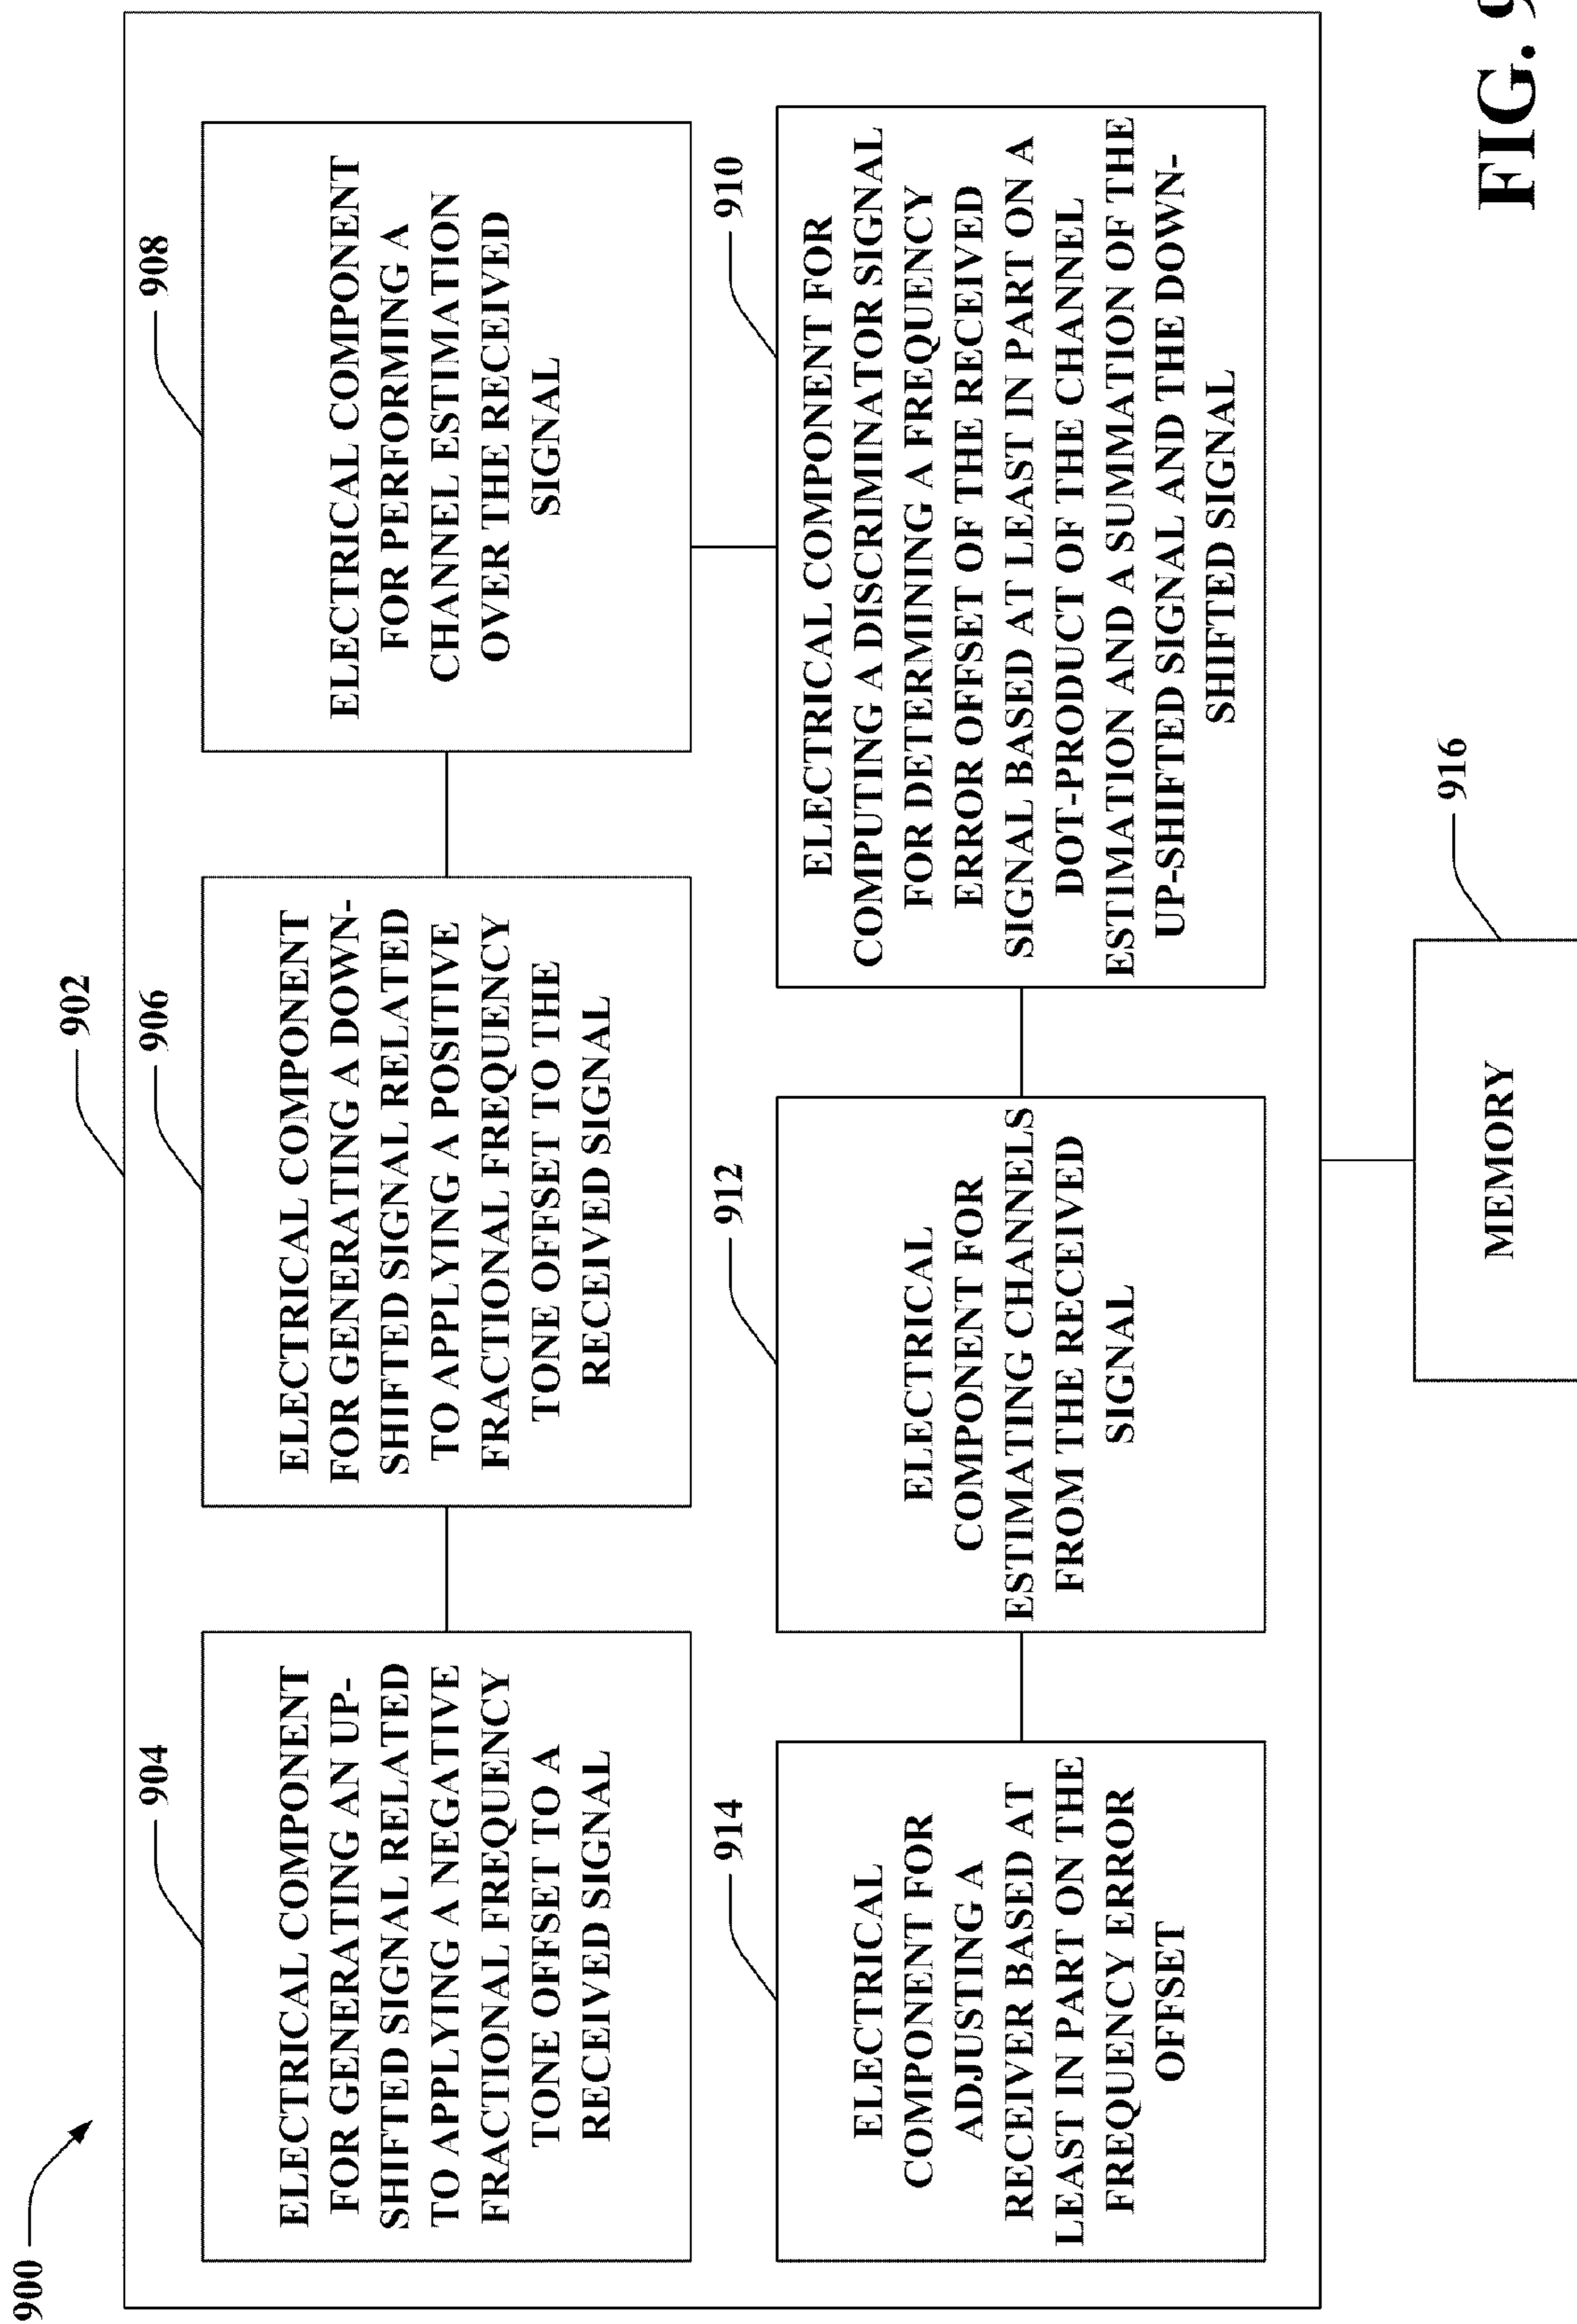 900
902
904
ELECTRICAL COMPONENT
FOR GENERATING AN UP-
SHIFTED SIGNAL RELATED
TO APPLYING A NEGATIVE
FRACTIONAL FREQUENCY
TONE OFFSET TO A
RECEIVED SIGNAL
906
ELECTRICAL COMPONENT
FOR GENERATING A DOWN-
SHIFTED SIGNAL RELATED
TO APPLYING A POSITIVE
FRACTIONAL FREQUENCY
TONE OFFSET TO THE
RECEIVED SIGNAL
908
ELECTRICAL COMPONENT
FOR PERFORMING A
CHANNEL ESTIMATION
OVER THE RECEIVED
SIGNAL
914
ELECTRICAL
COMPONENT FOR
ADJUSTING A
RECEIVER BASED AT
LEAST IN PART ON THE
FREQUENCY ERROR
OFFSET
912
ELECTRICAL
COMPONENT FOR
ESTIMATING CHANNELS
FROM THE RECEIVED
SIGNAL
910
ELECTRICAL COMPONENT FOR
COMPUTING A DISCRIMINATOR SIGNAL
FOR DETERMINING A FREQUENCY
ERROR OFFSET OF THE RECEIVED
SIGNAL BASED AT LEAST IN PART ON A
DOT-PRODUCT OF THE CHANNEL
ESTIMATION AND A SUMMATION OF THE
UP-SHIFTED SIGNAL AND THE DOWN-
SHIFTED SIGNAL
916
MEMORY
FIG. 9